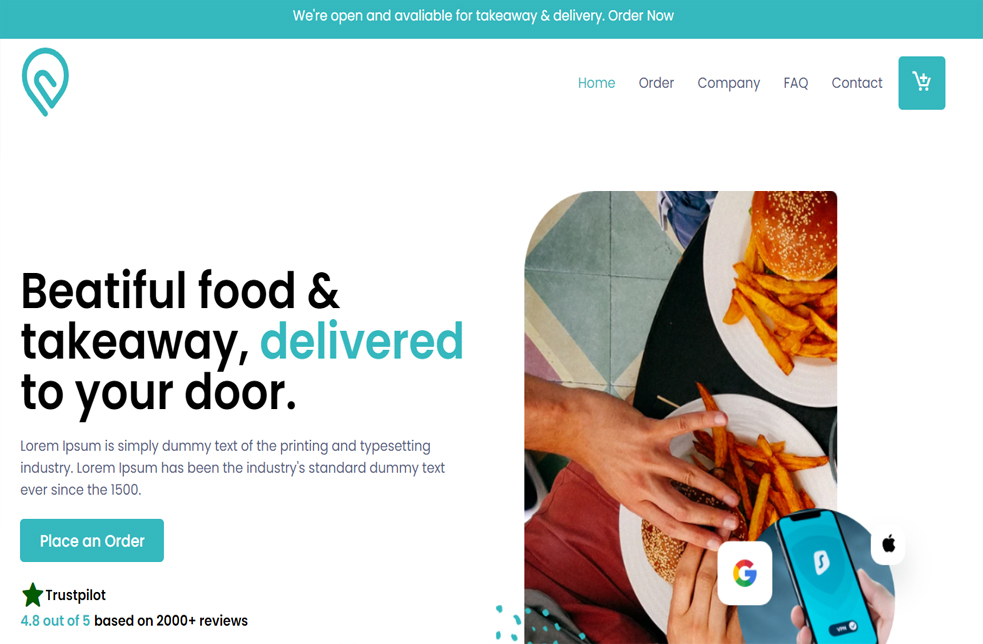 We're open and avaliable for takeaway & delivery. Order Now
Home Order Company FAQ Contact
Beatiful food &
takeaway, delivered
to your door.
Lorem Ipsum is simply dummy text of the printing and typesetting
industry. Lorem Ipsum has been the industry's standard dummy text
ever since the 1500.
Place an Order
Trustpilot
4.8 out of 5 based on 2000+ reviews
G
VPN